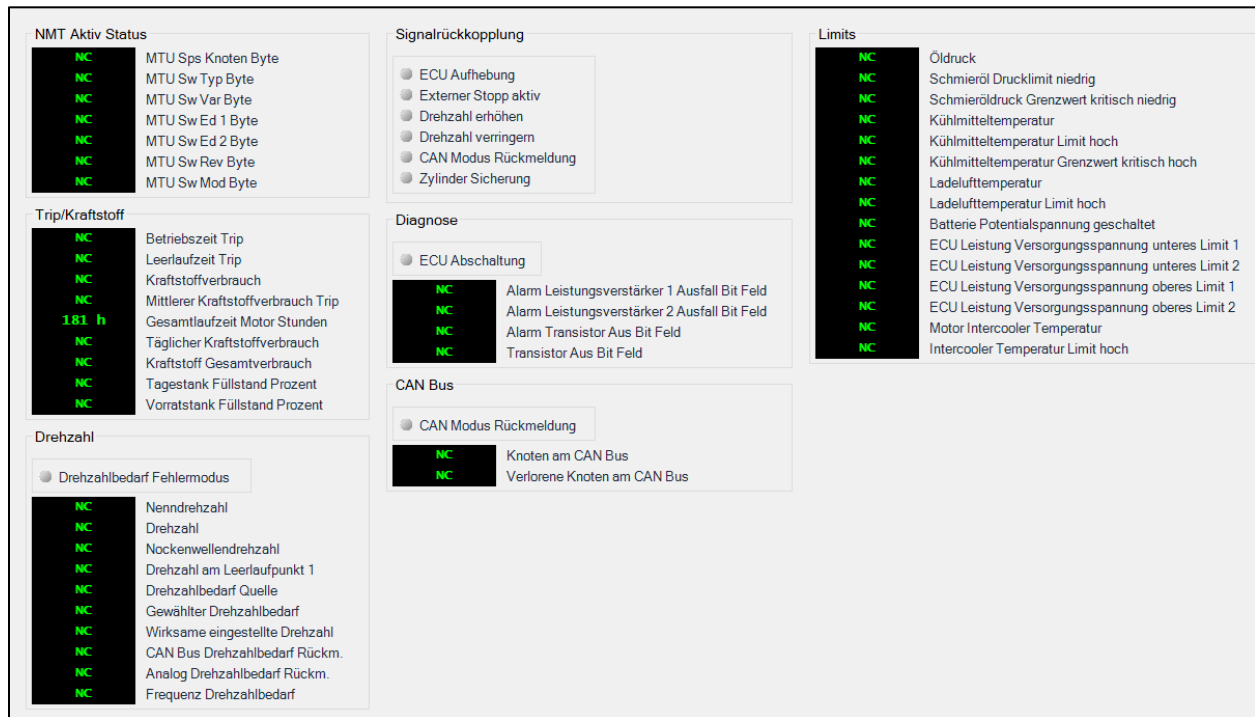 NMT Aktiv Status
NC MTU Sps Knoten Byte
NC MTU Sw Typ Byte
NC MTU Sw Var Byte
NC MTU Sw Ed 1 Byte
NC MTU Sw Ed 2 Byte
NC MTU Sw Rev Byte
NC MTU Sw Mod Byte
Trip/Kraftstoff
NC Betriebszeit Trip
NC Leerlaufzeit Trip
NC Kraftstoffverbrauch
NC Mittlerer Kraftstoffverbrauch Trip
181 h Gesamtlaufzeit Motor Stunden
NC Täglicher Kraftstoffverbrauch
NC Kraftstoff Gesamtverbrauch
NC Tagestank Füllstand Prozent
NC Vorratstank Füllstand Prozent
Drehzahl
Drehzahlbedarf Fehlermodus
NC Nenndrehzahl
NC Drehzahl
NC Nockenwellendrehzahl
NC Drehzahl am Leerlaufpunkt 1
NC Drehzahlbedarf Quelle
NC Gewählter Drehzahlbedarf
NC Wirksame eingestellte Drehzahl
NC CAN Bus Drehzahlbedarf Rückm.
NC Analog Drehzahlbedarf Rückm.
NC Frequenz Drehzahlbedarf
Signalrückkopplung
ECU Aufhebung
Externer Stopp aktiv
Drehzahl erhöhen
Drehzahl verringern
CAN Modus Rückmeldung
Zylinder Sicherung
Diagnose
ECU Abschaltung
NC Alarm Leistungsverstärker 1 Ausfall Bit Feld
NC Alarm Leistungsverstärker 2 Ausfall Bit Feld
NC Alarm Transistor Aus Bit Feld
NC Transistor Aus Bit Feld
CAN Bus
CAN Modus Rückmeldung
NC Knoten am CAN Bus
NC Verlorene Knoten am CAN Bus
Limits
NC Öldruck
NC Schmieröl Drucklimit niedrig
NC Schmieröldruck Grenzwert kritisch niedrig
NC Kühlmitteltemperatur
NC Kühlmitteltemperatur Limit hoch
NC Kühlmitteltemperatur Grenzwert kritisch hoch
NC Ladelufttemperatur
NC Ladelufttemperatur Limit hoch
NC Batterie Potentialspannung geschaltet
NC ECU Leistung Versorgungsspannung unteres Limit 1
NC ECU Leistung Versorgungsspannung unteres Limit 2
NC ECU Leistung Versorgungsspannung oberes Limit 1
NC ECU Leistung Versorgungsspannung oberes Limit 2
NC Motor Intercooler Temperatur
NC Intercooler Temperatur Limit hoch